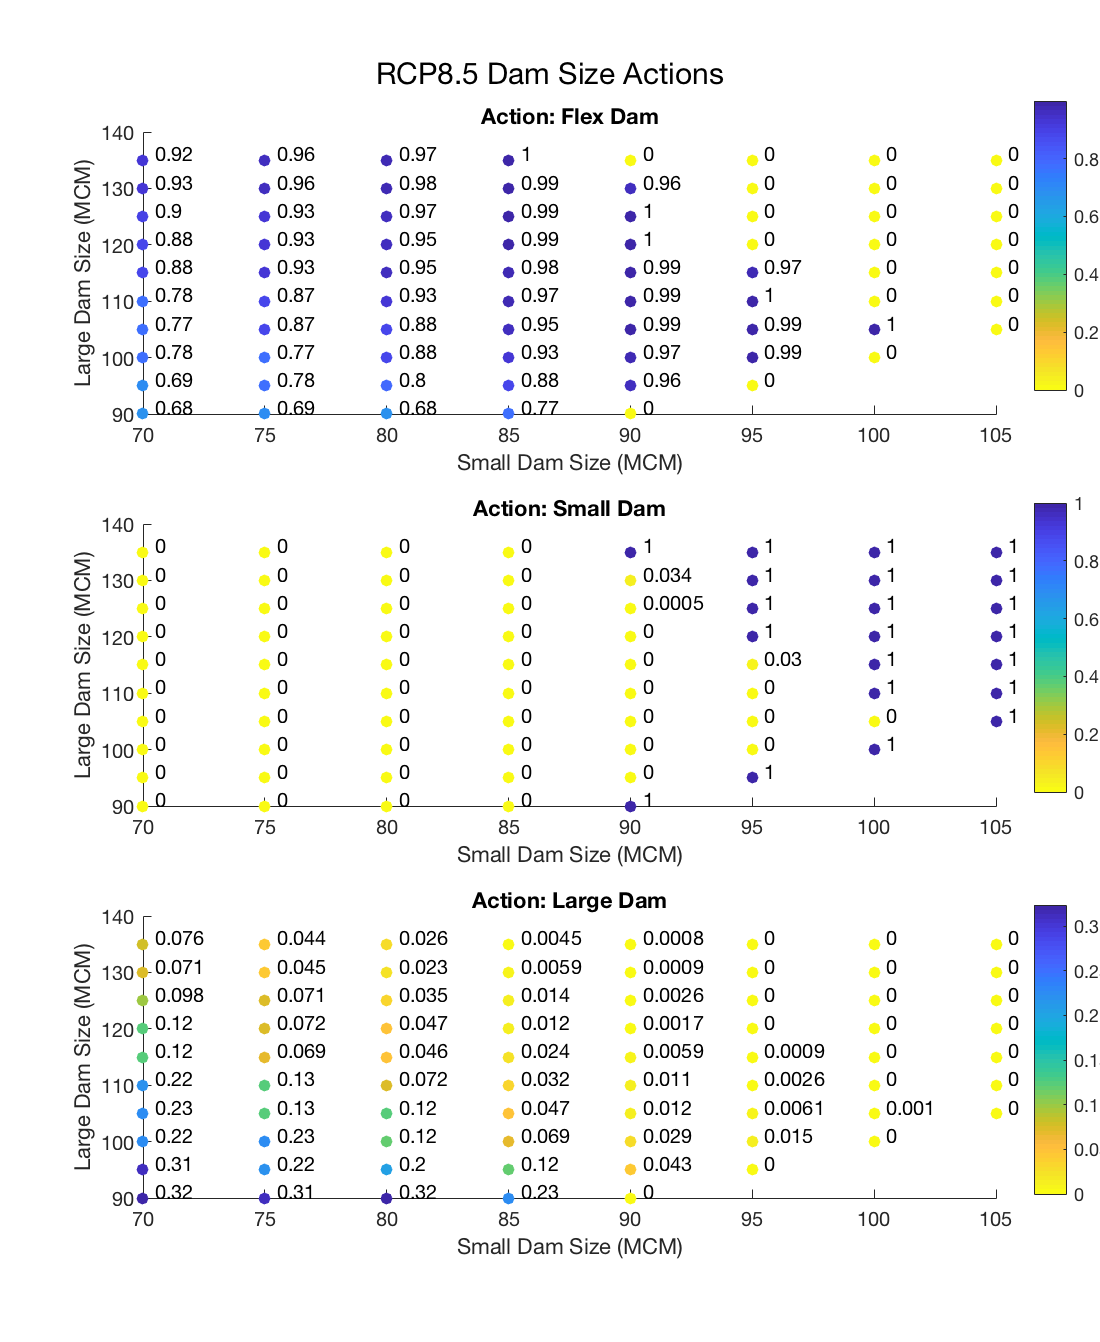 RCP8.5 Dam Size Actions
Action: Flex Dam
140
0.92 0.96 0.97 1 0 0 0 0
130 0.93 0.96 0.98 0.99 0.96 0 0 0
0.9 0.93 0.97 0.99 1 0 0 0
120 0.88 0.93 0.95 0.99 1 0 0 0
0.88 0.93 0.95 0.98 0.99 0.97 0 0
110 0.78 0.87 0.93 0.97 0.99 1 0 0
0.77 0.87 0.88 0.95 0.99 0.99 1 0
100 0.78 0.77 0.88 0.93 0.97 0.99 0
0.69 0.78 0.8 0.88 0.96 0
90 0.68 0.69 0.68 0.77 0
70 75 80 85 90 95 100 105
Small Dam Size (MCM)
Large Dam Size (MCM)
0.8
0.6
0.4
0.2
0
Action: Small Dam
140
0 0 0 0 1 1 1 1
130 0 0 0 0 0.034 1 1 1
0 0 0 0 0.0005 1 1 1
120 0 0 0 0 0 1 1 1
0 0 0 0 0 0.03 1 1
110 0 0 0 0 0 0 1 1
0 0 0 0 0 0 0 1
100 0 0 0 0 0 0 1
0 0 0 0 0 1
90 0 0 0 0 1
70 75 80 85 90 95 100 105
Small Dam Size (MCM)
Large Dam Size (MCM)
1
0.8
0.6
0.4
0.2
0
Action: Large Dam
140
0.076 0.044 0.026 0.0045 0.0008 0 0 0
130 0.071 0.045 0.023 0.0059 0.0009 0 0 0
0.098 0.071 0.035 0.014 0.0026 0 0 0
120 0.12 0.072 0.047 0.012 0.0017 0 0 0
0.12 0.069 0.046 0.024 0.0059 0.0009 0 0
110 0.22 0.13 0.072 0.032 0.011 0.0026 0 0
0.23 0.13 0.12 0.047 0.012 0.0061 0.001 0
100 0.22 0.23 0.12 0.069 0.029 0.015 0
0.31 0.22 0.2 0.12 0.043 0
90 0.32 0.31 0.32 0.23 0
70 75 80 85 90 95 100 105
Small Dam Size (MCM)
Large Dam Size (MCM)
0.3
0.2
0.2
0.1
0.1
0.0
0